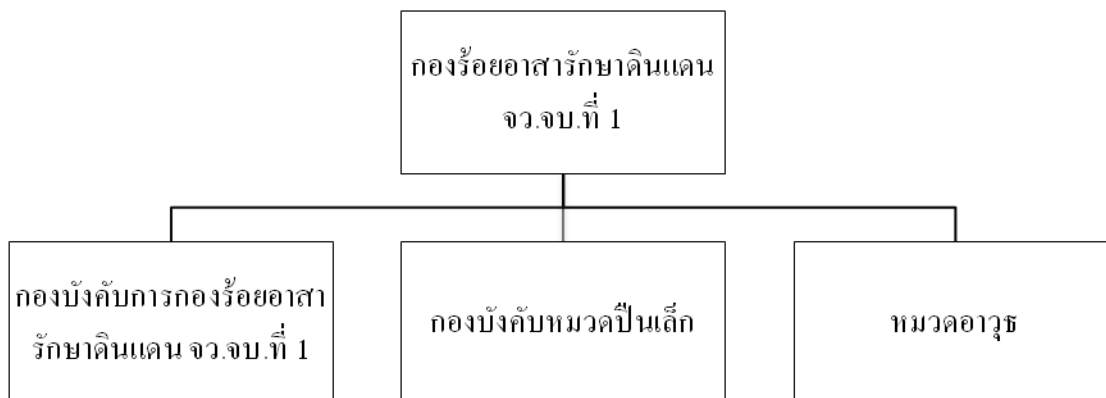 กองร้อยอาสารักษาดินแดน
จว.จบ.ที่ 1
กองบังคับการกองร้อยอาสา
รักษาดินแดน จว.จบ.ที่ 1
กองบังคับหมวดปืนเล็ก
หมวดอาวุธ